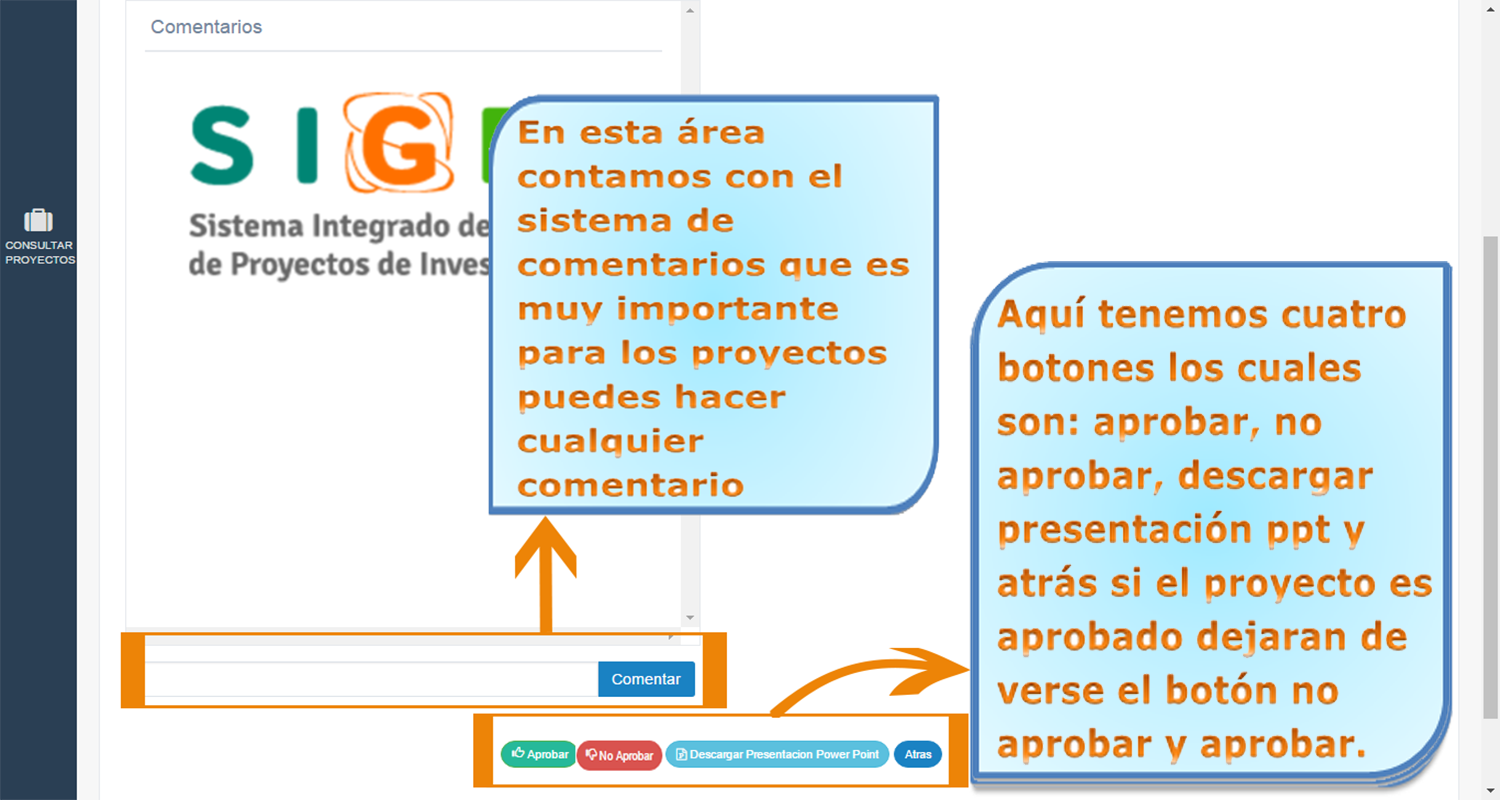 Comentarios
CONSULTAR
PROYECTOS
S I G
Sistema Integrado de
de Proyectos de
En esta área
contamos con el
sistema de
comentarios que es
muy importante
para los proyectos
puedes hacer
cualquier
comentario
Aquí tenemos cuatro
botones los cuales
son: aprobar, no
aprobar, descargar
presentación ppt y
atrás si el proyecto es
aprobado dejaran de
verse el botón no
aprobar y aprobar.
Comentar
Aprobar No Aprobar Descargar Presentacion Power Point Atras